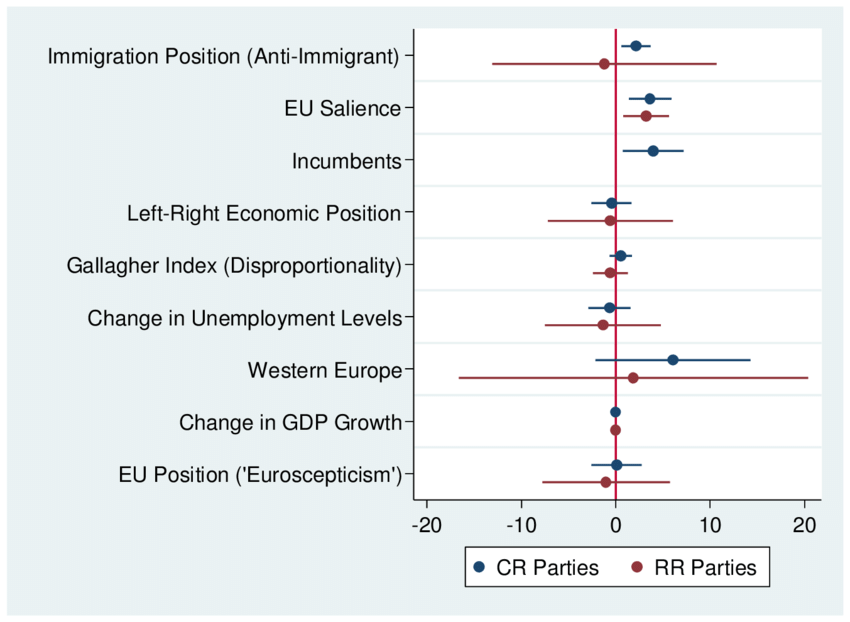 Immigration Position (Anti-Immigrant)
EU Salience
Incumbents
Left-Right Economic Position
Gallagher Index (Disproportionality)
Change in Unemployment Levels
Western Europe
Change in GDP Growth
EU Position ('Euroscepticism')
-20 -10 0 10 20
CR Parties RR Parties